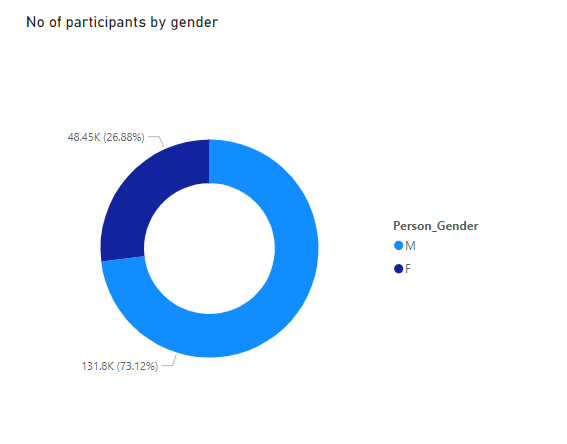 No of participants by gender
48.45K (26.88%)
Person_Gender
M
F
131.8K (73.12%)